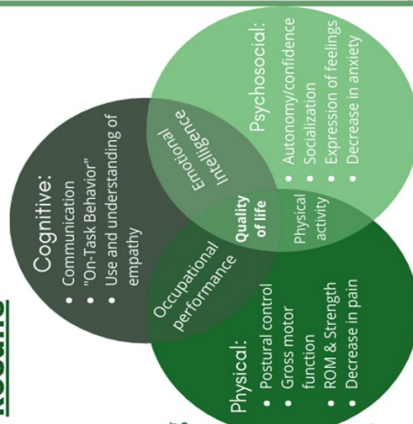 Cognitive:
• Communication
• "On-Task Behavior"
• Use and understanding of
empathy
Emotional
Intelligence
Psychosocial:
• Autonomy/confidence
• Socialization
• Expression of feelings
• Decrease in anxiety
Occupational
performance
Quality
of life
Physical
activity
Physical:
• Postural control
• Gross motor
function
• ROM & Strength
• Decrease in pain